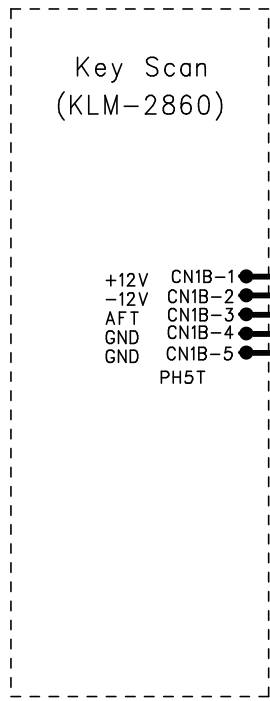 Key Scan
(KLM-2860)
+12V CN1B-1
-12V CN1B-2
AFT CN1B-3
GND CN1B-4
GND CN1B-5
PH5T